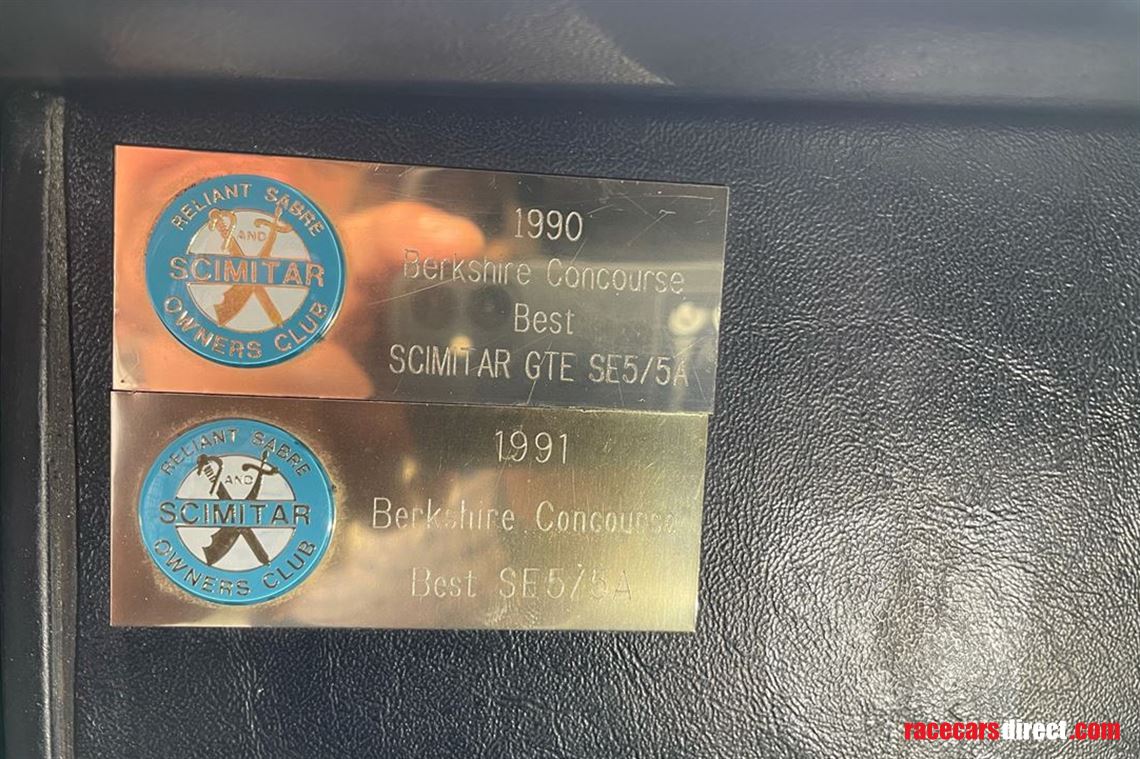 RELIANT SABRE
AND
SCIMITAR
OWNERS CLUB
1990
Berkshire Concourse
Best
SCIMITAR GTE SE5/5A
RELIANT SABRE
AND
SCIMITAR
OWNERS CLUB
1991
Berkshire Concourse
Best SE5/5A
racecarsdirect.com